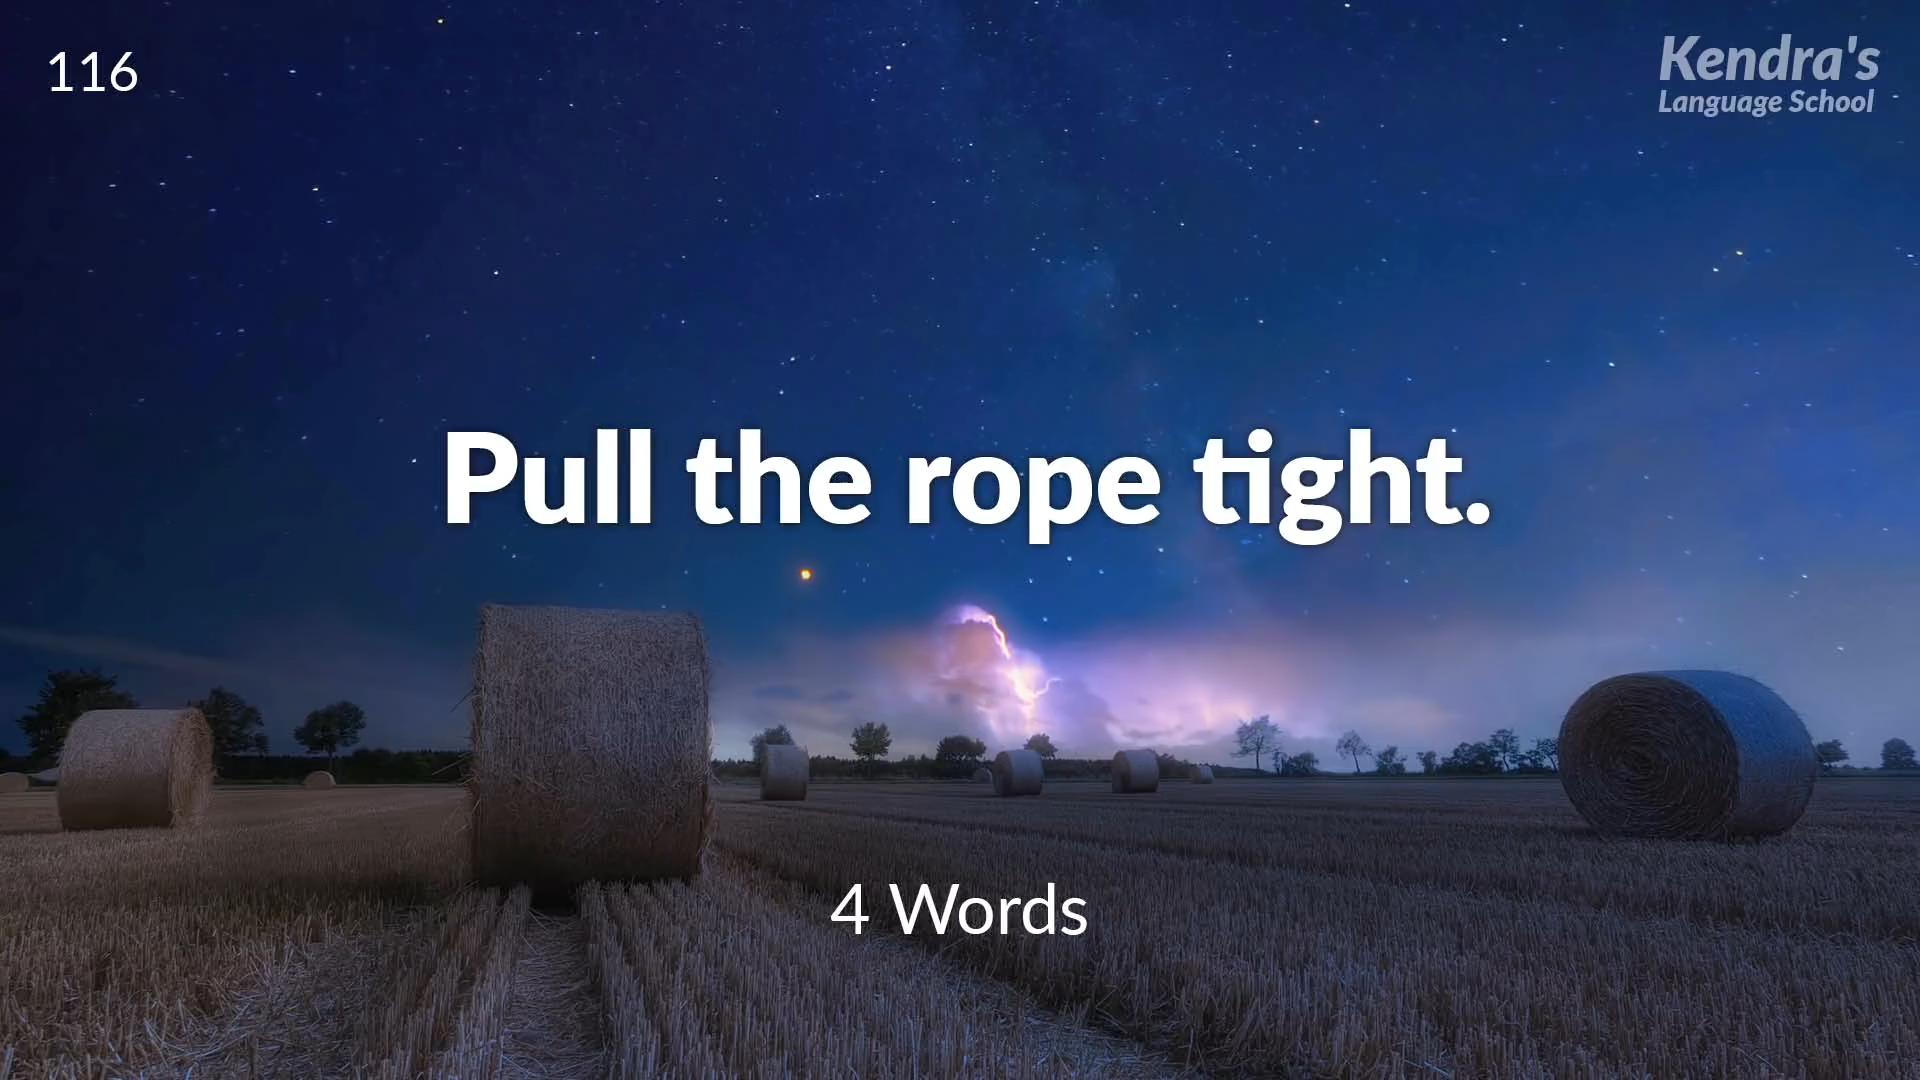 116
Kendra's
Language School
Pull the rope tight.
4 Words